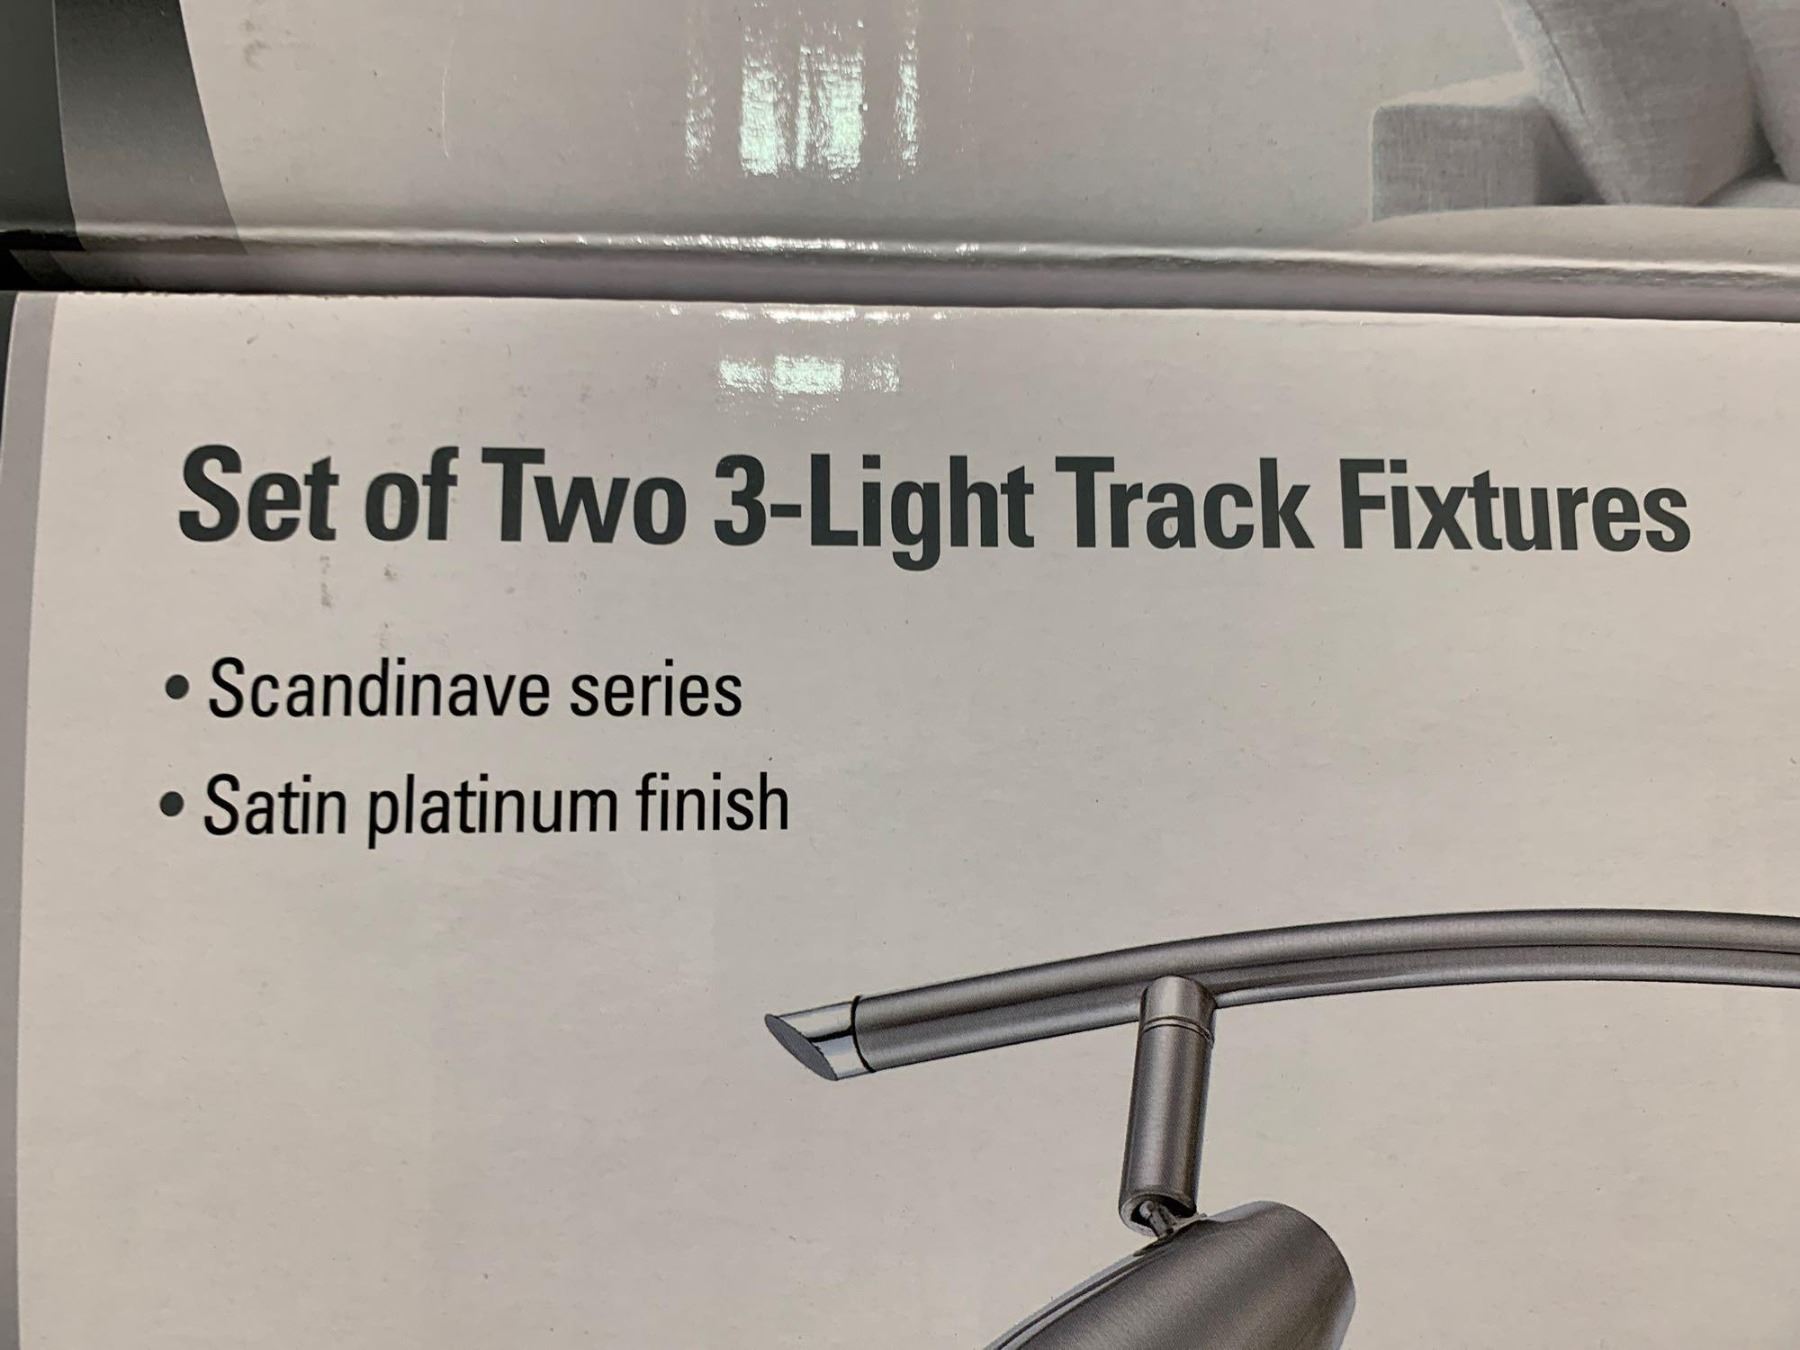 Set of Two 3-Light Track Fixtures
• Scandinave series
• Satin platinum finish